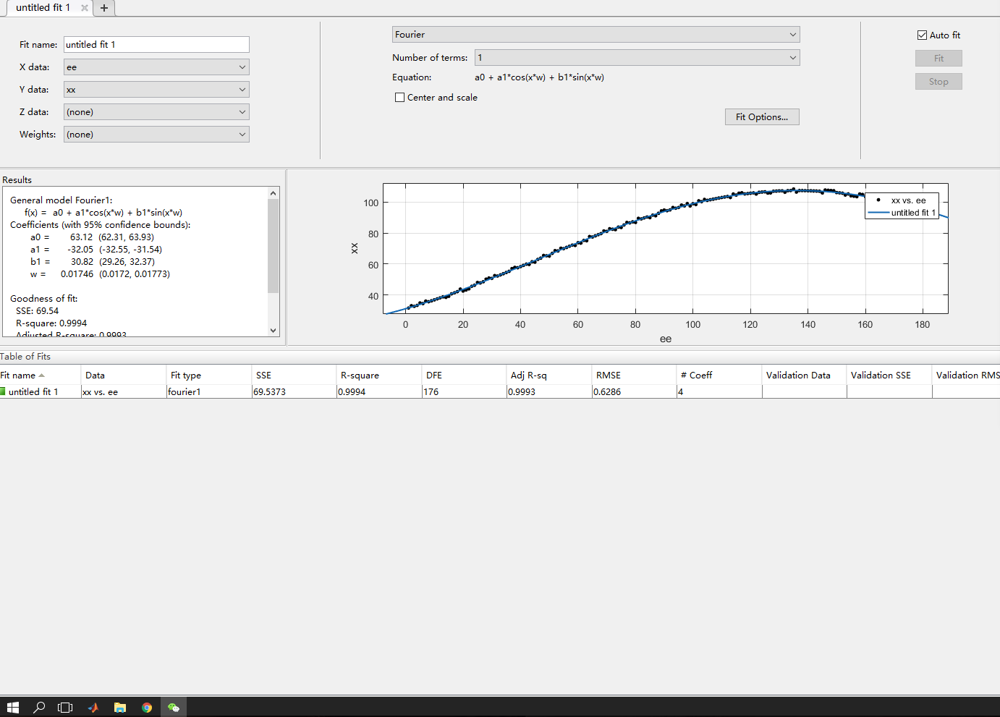 untitled fit 1
Fit name: untitled fit 1
X data: ee
Y data: xx
Z data: (none)
Weights: (none)
Fourier
Number of terms: 1
Equation: a0 + a1*cos(x*w) + b1*sin(x*w)
Center and scale
Fit Options...
Auto fit
Fit
Stop
Results
General model Fourier1:
f(x) = a0 + a1*cos(x*w) + b1*sin(x*w)
Coefficients (with 95% confidence bounds):
a0 = 63.12 (62.31, 63.93)
a1 = -32.05 (-32.55, -31.54)
b1 = 30.82 (29.26, 32.37)
w = 0.01746 (0.0172, 0.01773)
Goodness of fit:
SSE: 69.54
R-square: 0.9994
Adjusted R-square: 0.9993
100
80
60
40
xx
0 20 40 60 80 100 120 140 160 180
ee
xx vs. ee
untitled fit 1
Table of Fits
Fit name Data Fit type SSE R-square DFE Adj R-sq RMSE # Coeff Validation Data Validation SSE Validation RMS
untitled fit 1 xx vs. ee fourier1 69.5373 0.9994 176 0.9993 0.6286 4